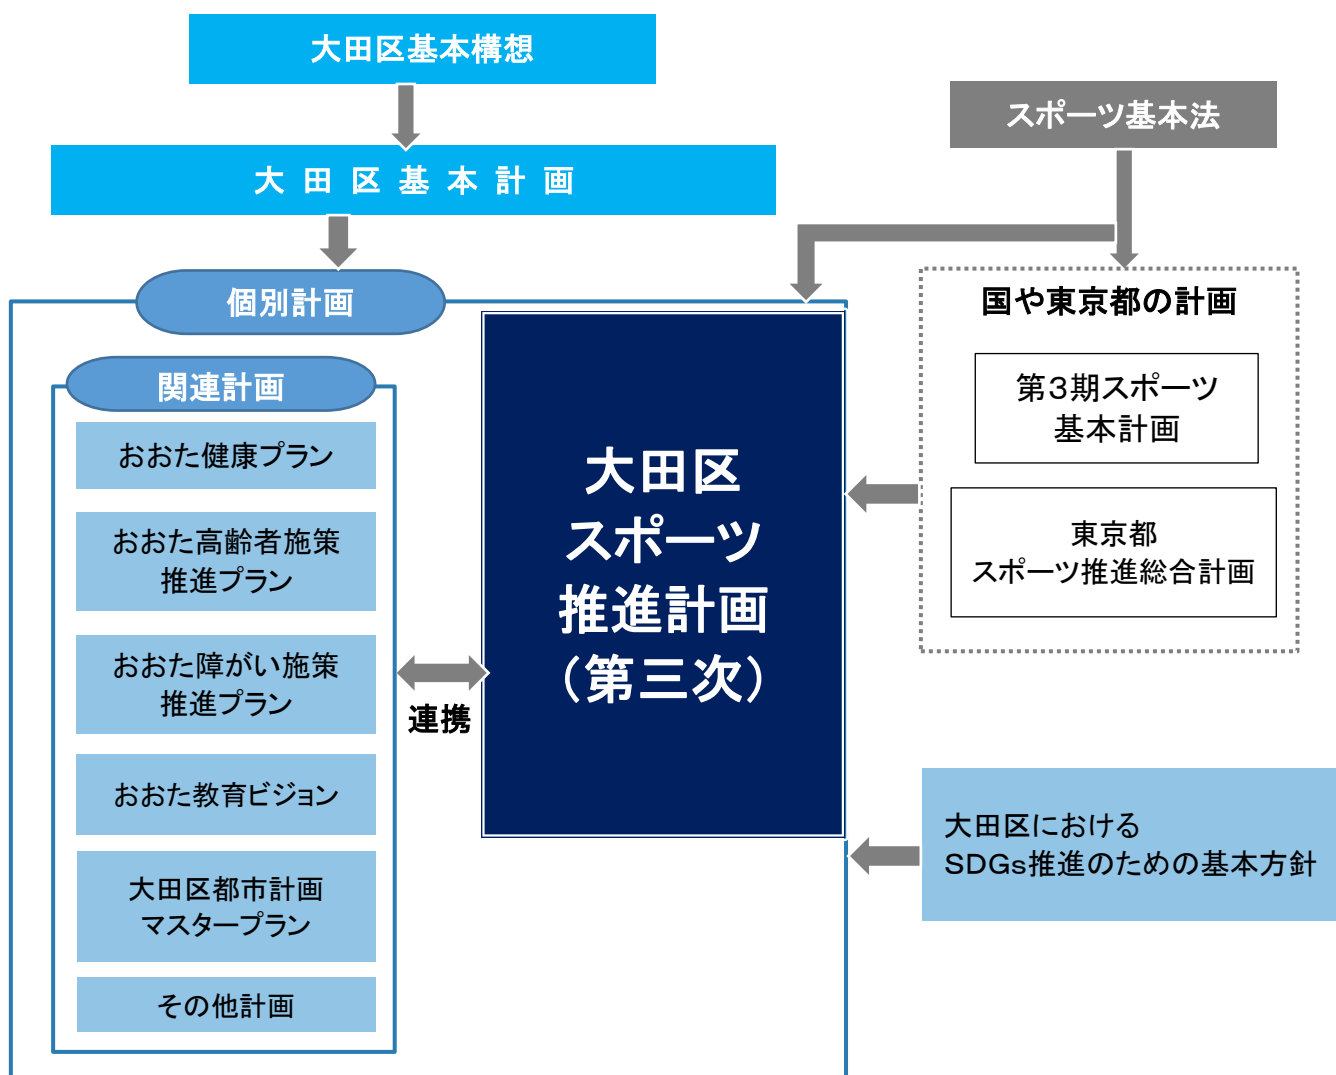 大田区基本構想
スポーツ基本法
大田区基本計画
個別計画
国や東京都の計画
関連計画
第３期スポーツ
基本計画
おおた健康プラン
大田区
スポーツ
推進計画
（第三次）
東京都
スポーツ推進総合計画
おおた高齢者施策
推進プラン
おおた障がい施策
推進プラン
連携
おおた教育ビジョン
大田区における
SDGs推進のための基本方針
大田区都市計画
マスタープラン
その他計画